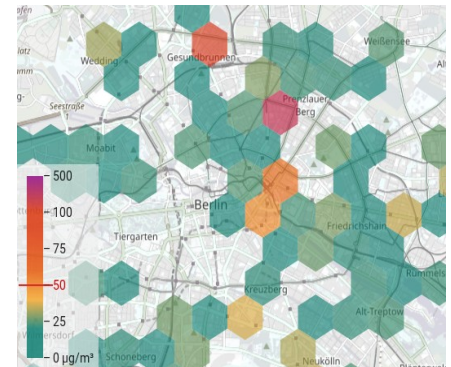 Weißensee
Wedding
Gesundbrunnen
Seestraße
Prenzlauer
Berg
Moabit
500
Berlin
100
Friedrichshain
Tiergarten
75
Rummels
50
Kreuzberg
25
Alt-Treptow
0 µg/m³
Schöneberg
Neukölln